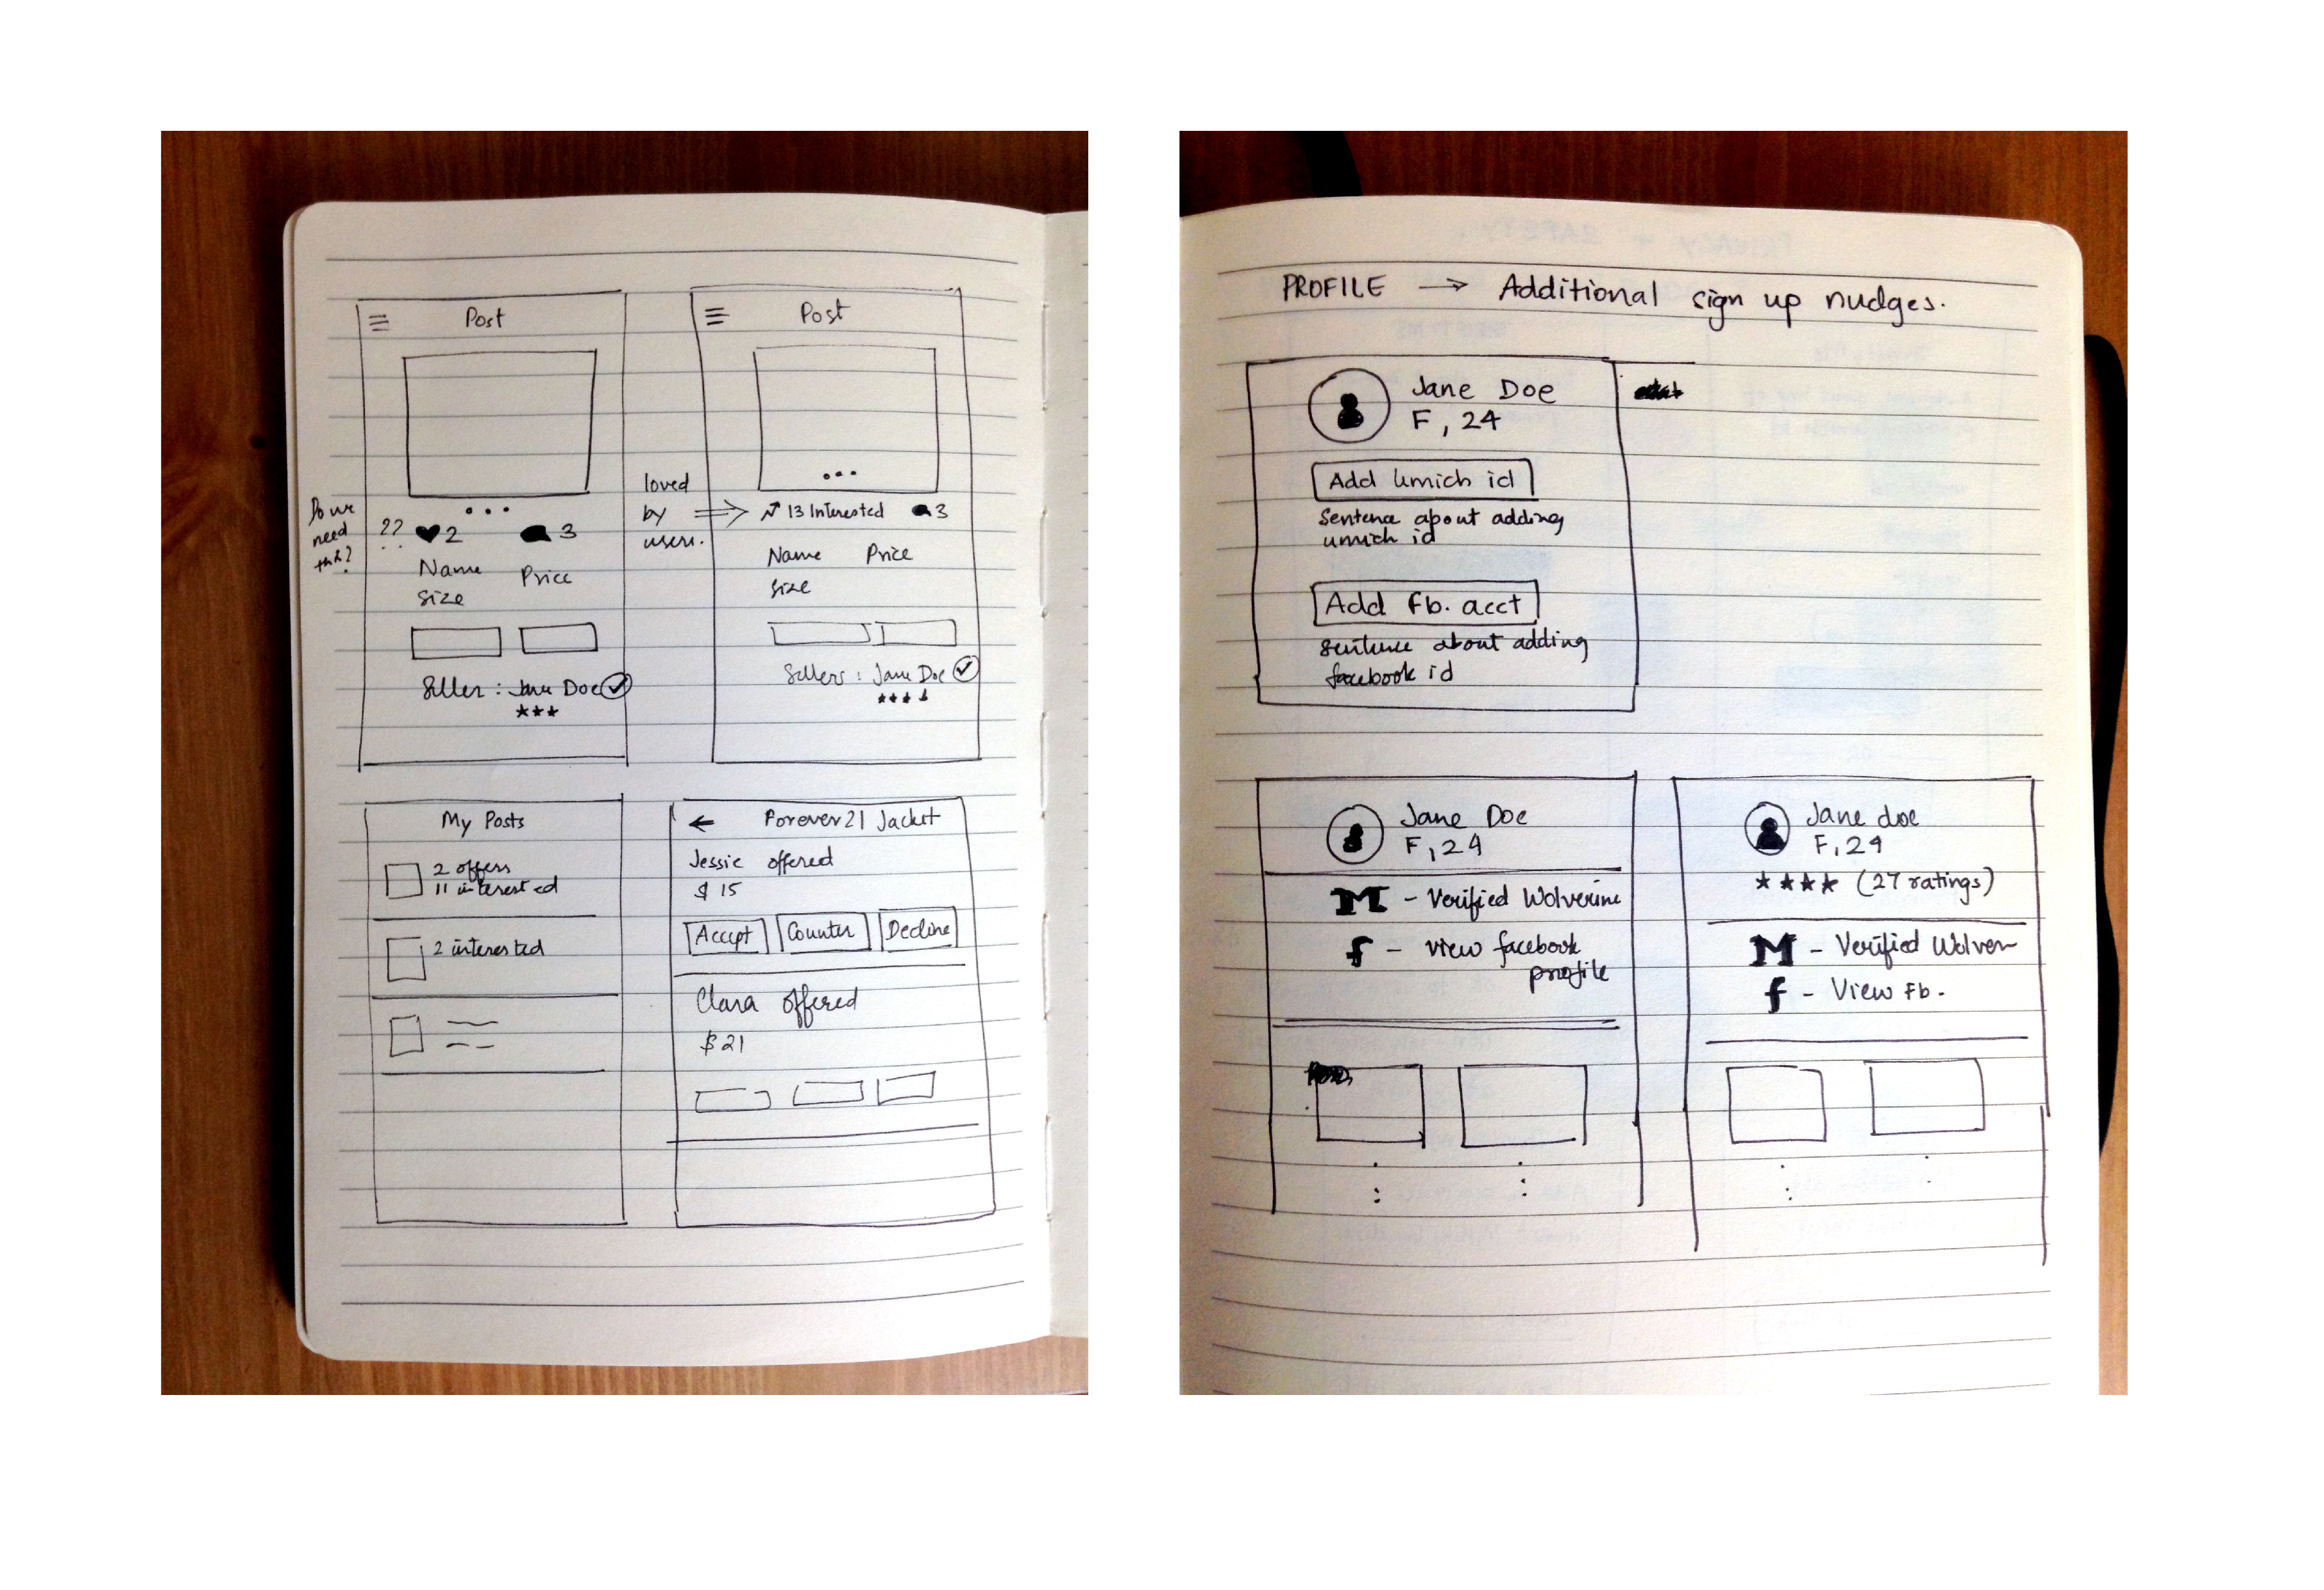 Post
Do we
need
this?
??
2
3
Name
Price
Size
Seller : Jane Doe
loved
by
users.
Post
13 Interested
3
Name
Price
Size
Sellers : Jane Doe
My Posts
2 offers
11 interested
2 interested
Forever21 Jacket
Jessie offered
$ 15
Accept
Counter
Decline
Clara offered
$ 21
PROFILE → Additional sign up nudges.
Jane Doe
F, 24
Add Umich id
Sentence about adding
umich id
Add Fb. acct
Sentence about adding
facebook id
Jane Doe
F, 24
M - Verified Wolverine
f - view facebook
profile
Jane doe
F, 24
★ ★ ★ ★ (27 ratings)
M - Verified Wolver
f - View Fb.